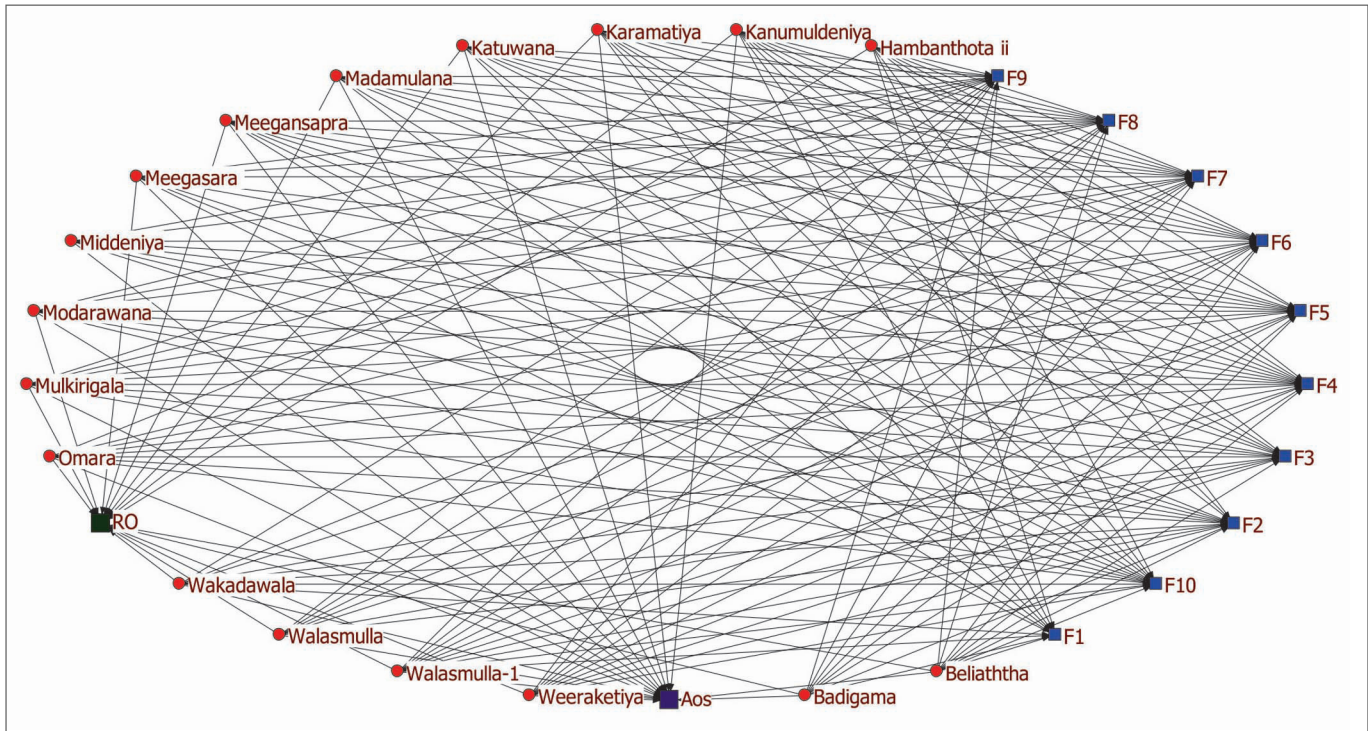 Karamatiya
Kanumuldeniya
Katuwana
Hambanthota ii
Madamulana
F9
Meegansapra
F8
Meegasara
F7
Middeniya
F6
Modarawana
F5
Mulkirigala
F4
Omara
F3
RO
F2
Wakadawala
F10
Walasmulla
F1
Walasmulla-1
Beliaththa
Weeraketiya
Aos
Badigama